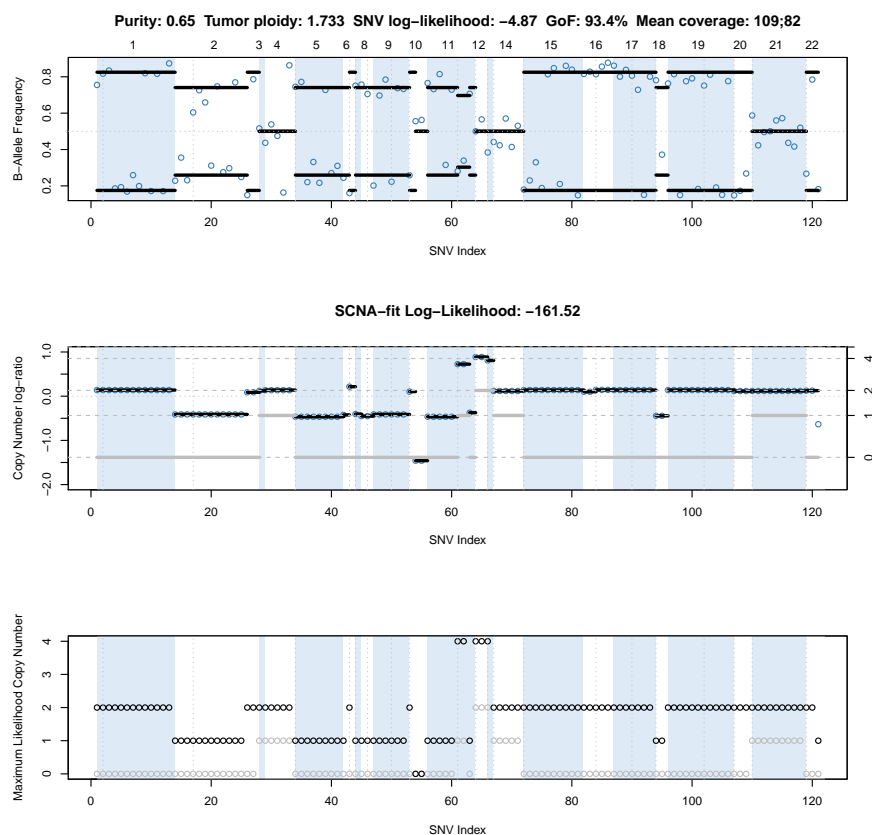 Purity: 0.65 Tumor ploidy: 1.733 SNV log−likelihood: −4.87 GoF: 93.4% Mean coverage: 109;82
1 2 3 4 5 6 8 9 10 11 12 14 15 16 17 18 19 20 21 22
B−Allele Frequency
0.8
0.6
0.4
0.2
0 20 40 60 80 100 120
SNV Index
SCNA−fit Log−Likelihood: −161.52
Copy Number log−ratio
1.0
0.0
−1.0
−2.0
4
2
1
0
0 20 40 60 80 100 120
SNV Index
Maximum Likelihood Copy Number
4
3
2
1
0
0 20 40 60 80 100 120
SNV Index